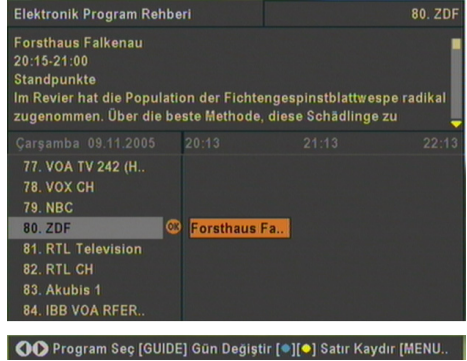 Elektronik Program Rehberi 80. ZDF
Forsthaus Falkenau
20:15-21:00
Standpunkte
Im Revier hat die Population der Fichtengespinstblattwespe radikal
zugenommen. Über die beste Methode, diese Schädlinge zu
Çarşamba 09.11.2005 20:13 21:13 22:13
77. VOA TV 242 (H..
78. VOX CH
79. NBC
80. ZDF OK Forsthaus Fa..
81. RTL Television
82. RTL CH
83. Akubis 1
84. IBB VOA RFER..
Program Seç [GUIDE] Gün Değiştir [●][●] Satır Kaydır [MENU..